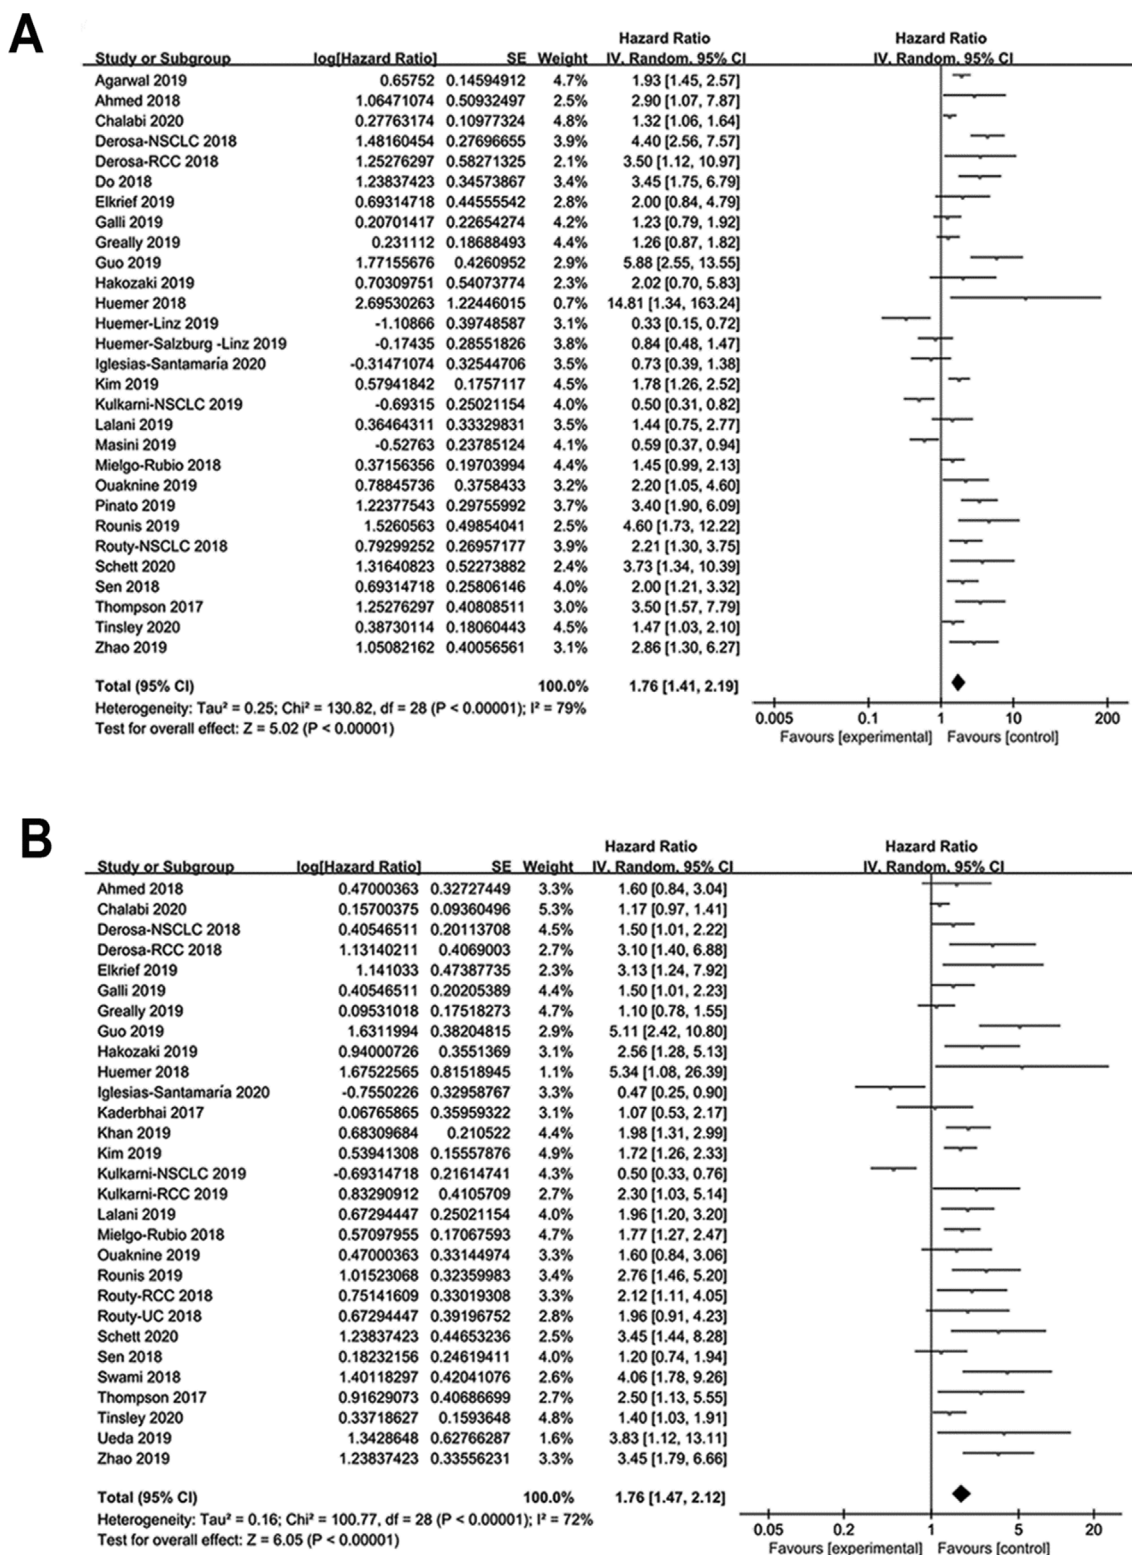 A
Hazard Ratio Hazard Ratio
Study or Subgroup log[Hazard Ratio] SE Weight IV, Random, 95% CI IV, Random, 95% CI
Agarwal 2019 0.65752 0.14594912 4.7% 1.93 [1.45, 2.57]
Ahmed 2018 1.06471074 0.50932497 2.5% 2.90 [1.07, 7.87]
Chalabi 2020 0.27763174 0.10977324 4.8% 1.32 [1.06, 1.64]
Derosa-NSCLC 2018 1.48160454 0.27696655 3.9% 4.40 [2.56, 7.57]
Derosa-RCC 2018 1.25276297 0.58271325 2.1% 3.50 [1.12, 10.97]
Do 2018 1.23837423 0.34573867 3.4% 3.45 [1.75, 6.79]
Elkrief 2019 0.69314718 0.44555542 2.8% 2.00 [0.84, 4.79]
Galli 2019 0.20701417 0.22654274 4.2% 1.23 [0.79, 1.92]
Greally 2019 0.231112 0.18688493 4.4% 1.26 [0.87, 1.82]
Guo 2019 1.77155676 0.4260952 2.9% 5.88 [2.55, 13.55]
Hakozaki 2019 0.70309751 0.54073774 2.3% 2.02 [0.70, 5.83]
Huemer 2018 2.69530263 1.22446015 0.7% 14.81 [1.34, 163.24]
Huemer-Linz 2019 -1.10866 0.39748587 3.1% 0.33 [0.15, 0.72]
Huemer-Salzburg -Linz 2019 -0.17435 0.28551826 3.8% 0.84 [0.48, 1.47]
Iglesias-Santamaría 2020 -0.31471074 0.32544706 3.5% 0.73 [0.39, 1.38]
Kim 2019 0.57941842 0.1757117 4.5% 1.78 [1.26, 2.52]
Kulkarni-NSCLC 2019 -0.69315 0.25021154 4.0% 0.50 [0.31, 0.82]
Lalani 2019 0.36464311 0.33329831 3.5% 1.44 [0.75, 2.77]
Masini 2019 -0.52763 0.23785124 4.1% 0.59 [0.37, 0.94]
Mielgo-Rubio 2018 0.37156356 0.19703994 4.4% 1.45 [0.99, 2.13]
Ouaknine 2019 0.78845736 0.3758433 3.2% 2.20 [1.05, 4.60]
Pinato 2019 1.22377543 0.29755992 3.7% 3.40 [1.90, 6.09]
Rounis 2019 1.5260563 0.49854041 2.5% 4.60 [1.73, 12.22]
Routy-NSCLC 2018 0.79299252 0.26957177 3.9% 2.21 [1.30, 3.75]
Schett 2020 1.31640823 0.52273882 2.4% 3.73 [1.34, 10.39]
Sen 2018 0.69314718 0.25806146 4.0% 2.00 [1.21, 3.32]
Thompson 2017 1.25276297 0.40808511 3.0% 3.50 [1.57, 7.79]
Tinsley 2020 0.38730114 0.18060443 4.5% 1.47 [1.03, 2.10]
Zhao 2019 1.05082162 0.40056561 3.1% 2.86 [1.30, 6.27]
Total (95% CI) 100.0% 1.76 [1.41, 2.19]
Heterogeneity: Tau² = 0.25; Chi² = 130.82, df = 28 (P < 0.00001); I² = 79%
Test for overall effect: Z = 5.02 (P < 0.00001)
0.005 0.1 1 10 200
Favours [experimental] Favours [control]
B
Hazard Ratio Hazard Ratio
Study or Subgroup log[Hazard Ratio] SE Weight IV, Random, 95% CI IV, Random, 95% CI
Ahmed 2018 0.47000363 0.32727449 3.3% 1.60 [0.84, 3.04]
Chalabi 2020 0.15700375 0.09360496 5.3% 1.17 [0.97, 1.41]
Derosa-NSCLC 2018 0.40546511 0.20113708 4.5% 1.50 [1.01, 2.22]
Derosa-RCC 2018 1.13140211 0.4069003 2.7% 3.10 [1.40, 6.88]
Elkrief 2019 1.141033 0.47387735 2.3% 3.13 [1.24, 7.92]
Galli 2019 0.40546511 0.20205389 4.4% 1.50 [1.01, 2.23]
Greally 2019 0.09531018 0.17518273 4.7% 1.10 [0.78, 1.55]
Guo 2019 1.6311994 0.38204815 2.9% 5.11 [2.42, 10.80]
Hakozaki 2019 0.94000726 0.3551369 3.1% 2.56 [1.28, 5.13]
Huemer 2018 1.67522565 0.81518945 1.1% 5.34 [1.08, 26.39]
Iglesias-Santamaría 2020 -0.7550226 0.32958767 3.3% 0.47 [0.25, 0.90]
Kaderbhai 2017 0.06765865 0.35959322 3.1% 1.07 [0.53, 2.17]
Khan 2019 0.68309684 0.210522 4.4% 1.98 [1.31, 2.99]
Kim 2019 0.53941308 0.15557876 4.9% 1.72 [1.26, 2.33]
Kulkarni-NSCLC 2019 -0.69314718 0.21614741 4.3% 0.50 [0.33, 0.76]
Kulkarni-RCC 2019 0.83290912 0.4105709 2.7% 2.30 [1.03, 5.14]
Lalani 2019 0.67294447 0.25021154 4.0% 1.96 [1.20, 3.20]
Mielgo-Rubio 2018 0.57097955 0.17067593 4.7% 1.77 [1.27, 2.47]
Ouaknine 2019 0.47000363 0.33144974 3.3% 1.60 [0.84, 3.06]
Rounis 2019 1.01523068 0.32359983 3.4% 2.76 [1.46, 5.20]
Routy-RCC 2018 0.75141609 0.33019308 3.3% 2.12 [1.11, 4.05]
Routy-UC 2018 0.67294447 0.39196752 2.8% 1.96 [0.91, 4.23]
Schett 2020 1.23837423 0.44653236 2.5% 3.45 [1.44, 8.28]
Sen 2018 0.18232156 0.24619411 4.0% 1.20 [0.74, 1.94]
Swami 2018 1.40118297 0.42041076 2.6% 4.06 [1.78, 9.26]
Thompson 2017 0.91629073 0.40686699 2.7% 2.50 [1.13, 5.55]
Tinsley 2020 0.33718627 0.1593648 4.8% 1.40 [1.03, 1.91]
Ueda 2019 1.3428648 0.62766287 1.6% 3.83 [1.12, 13.11]
Zhao 2019 1.23837423 0.33556231 3.3% 3.45 [1.79, 6.66]
Total (95% CI) 100.0% 1.76 [1.47, 2.12]
Heterogeneity: Tau² = 0.16; Chi² = 100.77, df = 28 (P < 0.00001); I² = 72%
Test for overall effect: Z = 6.05 (P < 0.00001)
0.05 0.2 1 5 20
Favours [experimental] Favours [control]